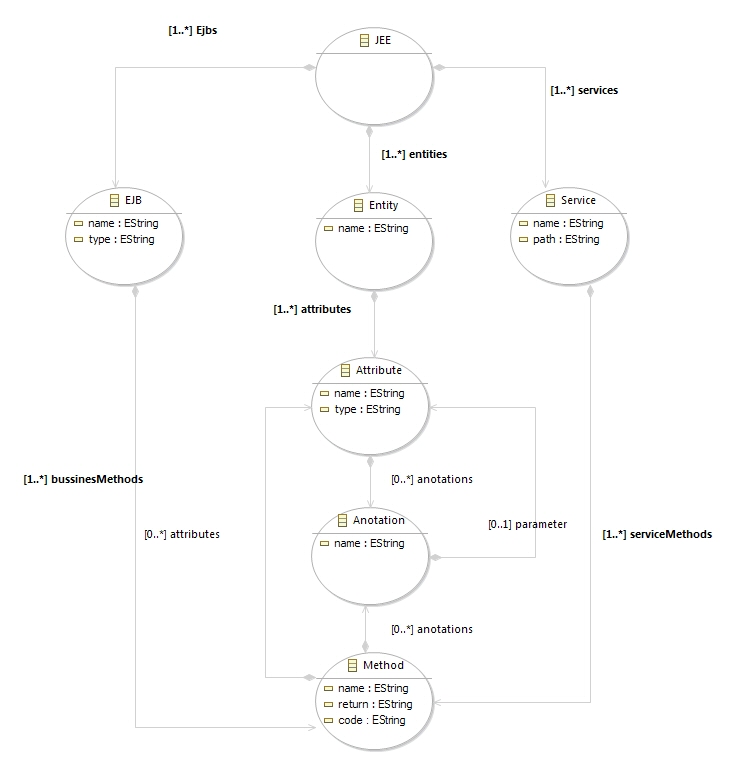 [1..*] Ejbs
JEE
[1..*] services
[1..*] entities
EJB
name : EString
type : EString
Entity
name : EString
Service
name : EString
path : EString
[1..*] attributes
Attribute
name : EString
type : EString
[1..*] bussinesMethods
[0..*] anotations
Anotation
name : EString
[0..1] parameter
[0..*] attributes
[1..*] serviceMethods
[0..*] anotations
Method
name : EString
return : EString
code : EString